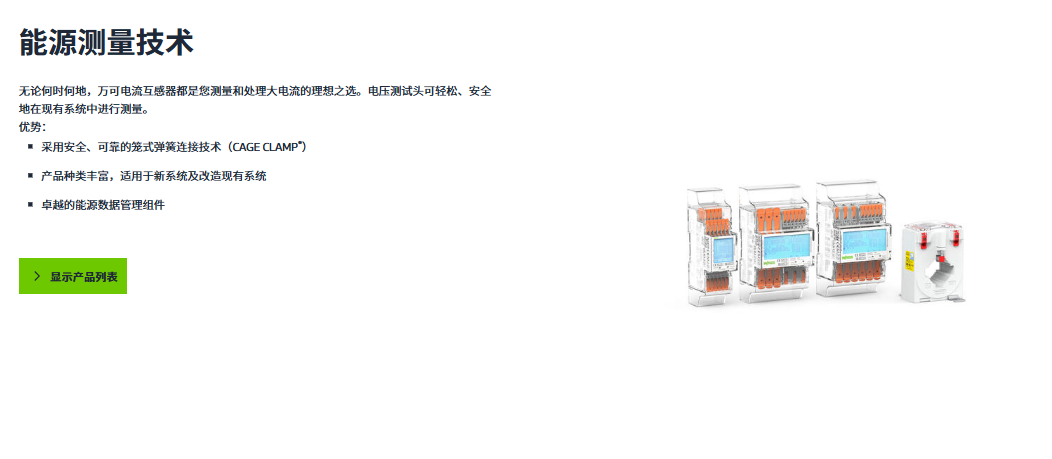 能源测量技术
无论何时何地，万可电流互感器都是您测量和处理大电流的理想之选。电压测试头可轻松、安全
地在现有系统中进行测量。
优势：
采用安全、可靠的笼式弹簧连接技术（CAGE CLAMP®）
产品种类丰富，适用于新系统及改造现有系统
卓越的能源数据管理组件
显示产品列表